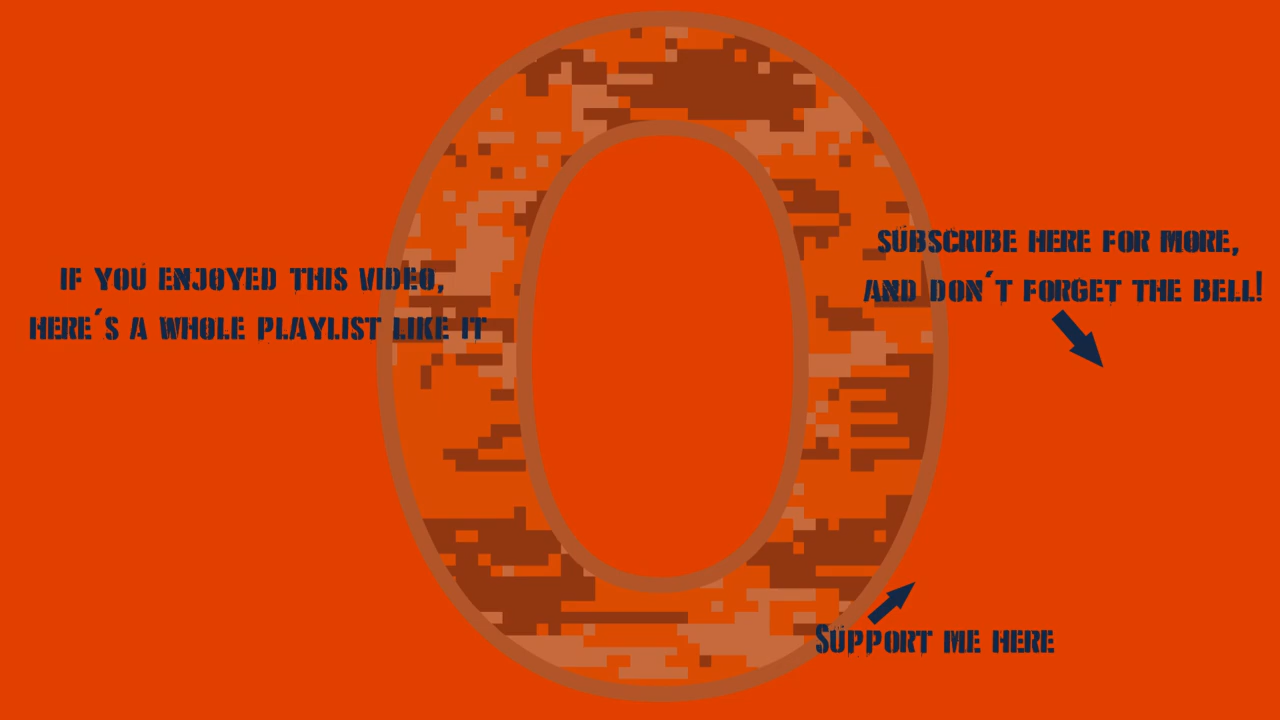 IF YOU ENJOYED THIS VIDEO,
HERE'S A WHOLE PLAYLIST LIKE IT
SUBSCRIBE HERE FOR MORE,
AND DON'T FORGET THE BELL!
SUPPORT ME HERE
O